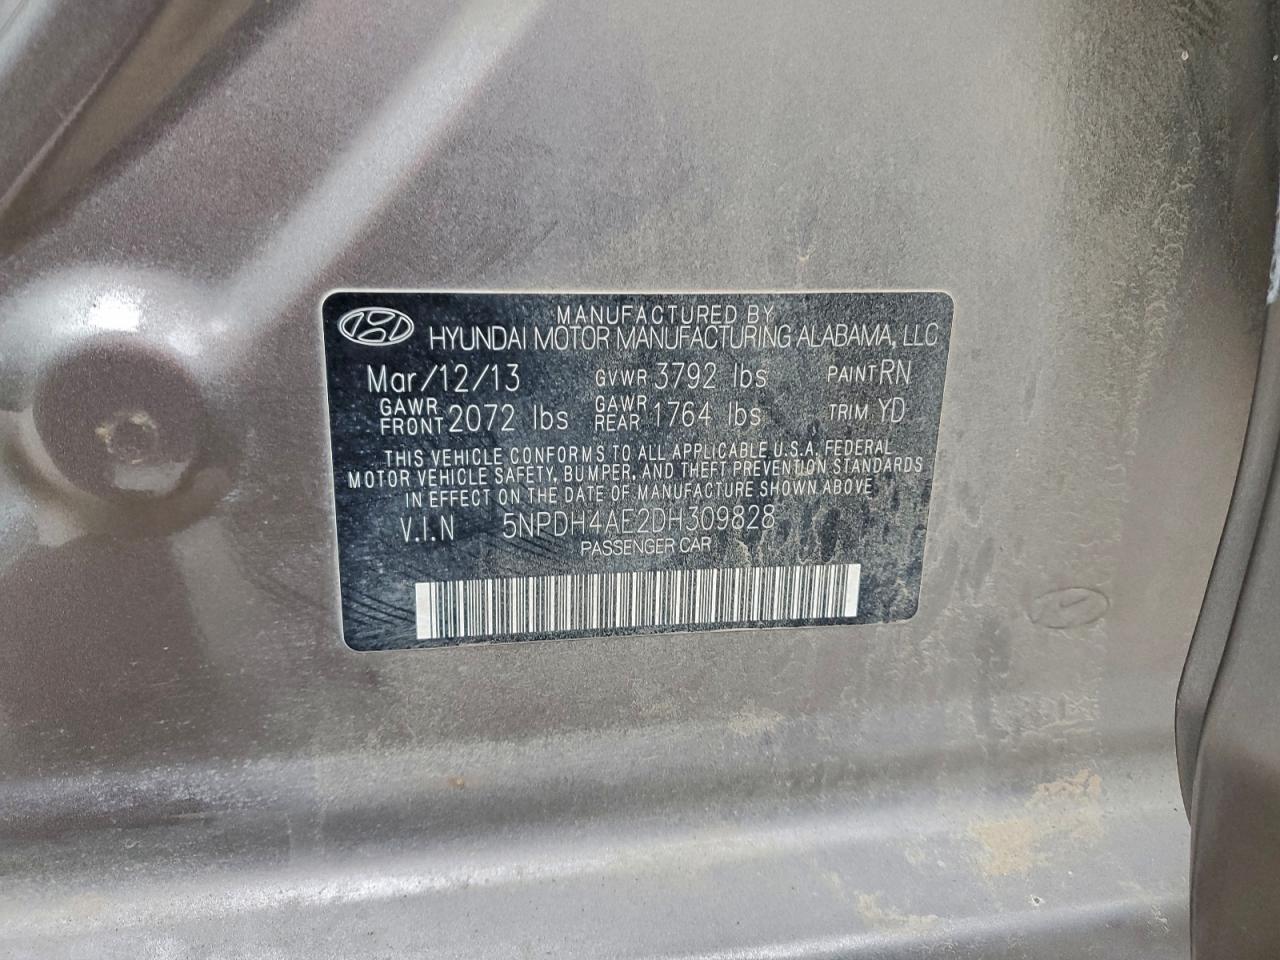 MANUFACTURED BY
HYUNDAI MOTOR MANUFACTURING ALABAMA, LLC
Mar/12/13 GVWR 3792 lbs PAINT RN
GAWR FRONT 2072 lbs GAWR REAR 1764 lbs TRIM YD
THIS VEHICLE CONFORMS TO ALL APPLICABLE U.S.A. FEDERAL
MOTOR VEHICLE SAFETY, BUMPER, AND THEFT PREVENTION STANDARDS
IN EFFECT ON THE DATE OF MANUFACTURE SHOWN ABOVE
V.I.N 5NPDH4AE2DH309828
PASSENGER CAR